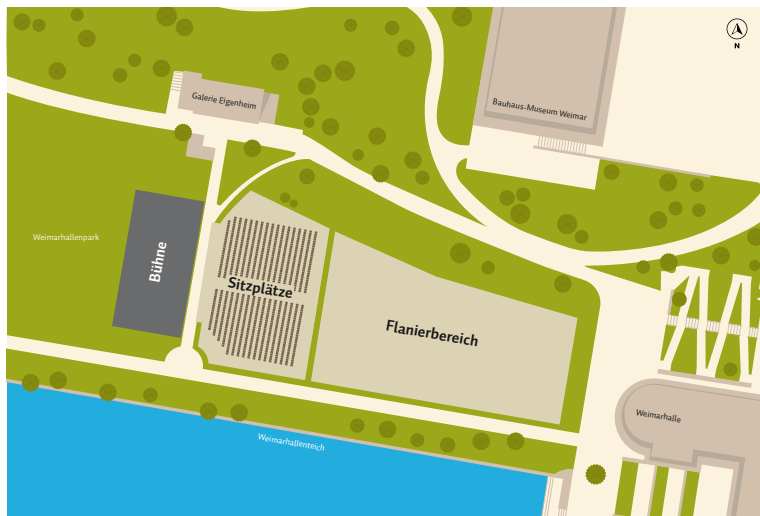 N
Galerie Eigenheim
Bauhaus-Museum Weimar
Weimarhallenpark
Bühne
Sitzplätze
Flanierbereich
Weimarhalle
Weimarhallenteich